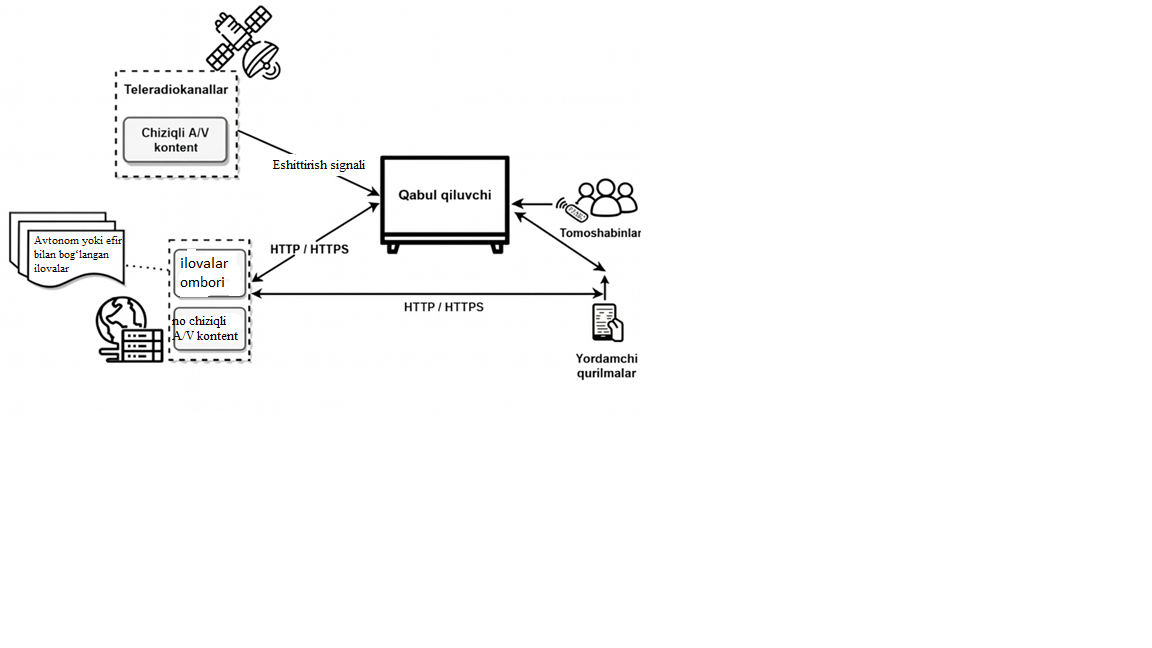 Teleradiokanallar
Chiziqli A/V
kontent
Eshittirish signali
Qabul qiluvchi
Tomoshabinlar
Avtonom yoki efir
bilan bog‘langan
ilovalar
HTTP / HTTPS
ilovalar
ombori
HTTP / HTTPS
no chiziqli
A/V kontent
Yordamchi
qurilmalar